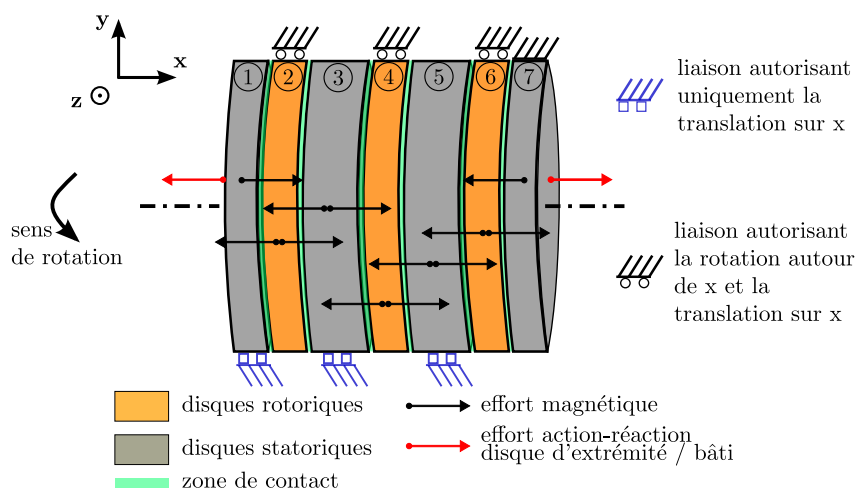 y
x
z
1 2 3 4 5 6 7
liaison autorisant
uniquement la
translation sur x
sens
de rotation
liaison autorisant
la rotation autour
de x et la
translation sur x
disques rotoriques
effort magnétique
disques statoriques
effort action-réaction
disque d'extrémité / bâti
zone de contact